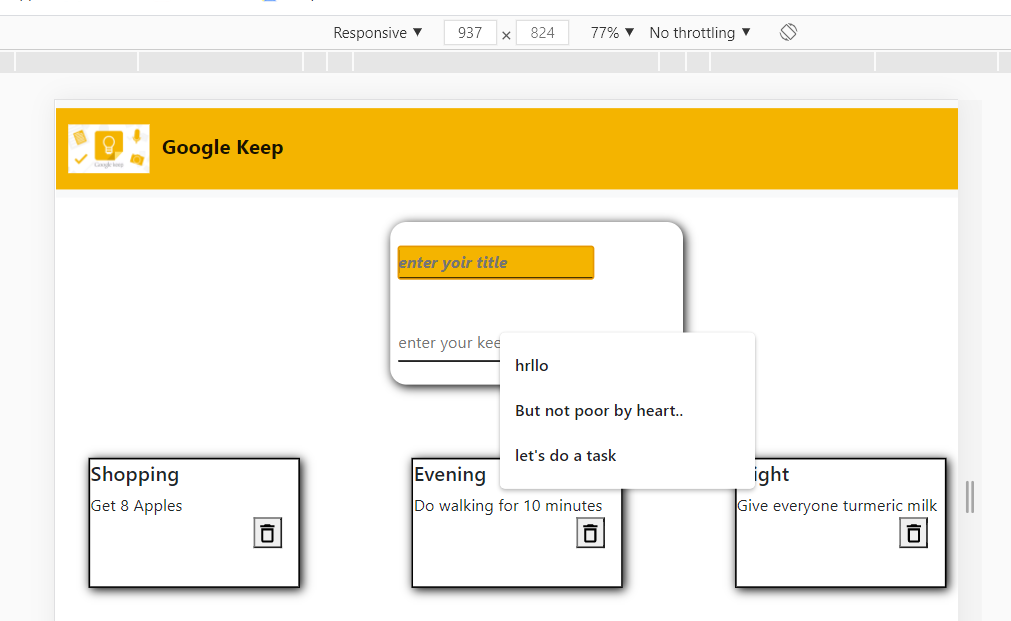 Responsive ▼ 937 × 824 77% ▼ No throttling ▼
Google Keep
Google Keep
enter yoir title
enter your kee
hrllo
But not poor by heart..
let's do a task
Shopping
Get 8 Apples
Evening
Do walking for 10 minutes
ight
Give everyone turmeric milk